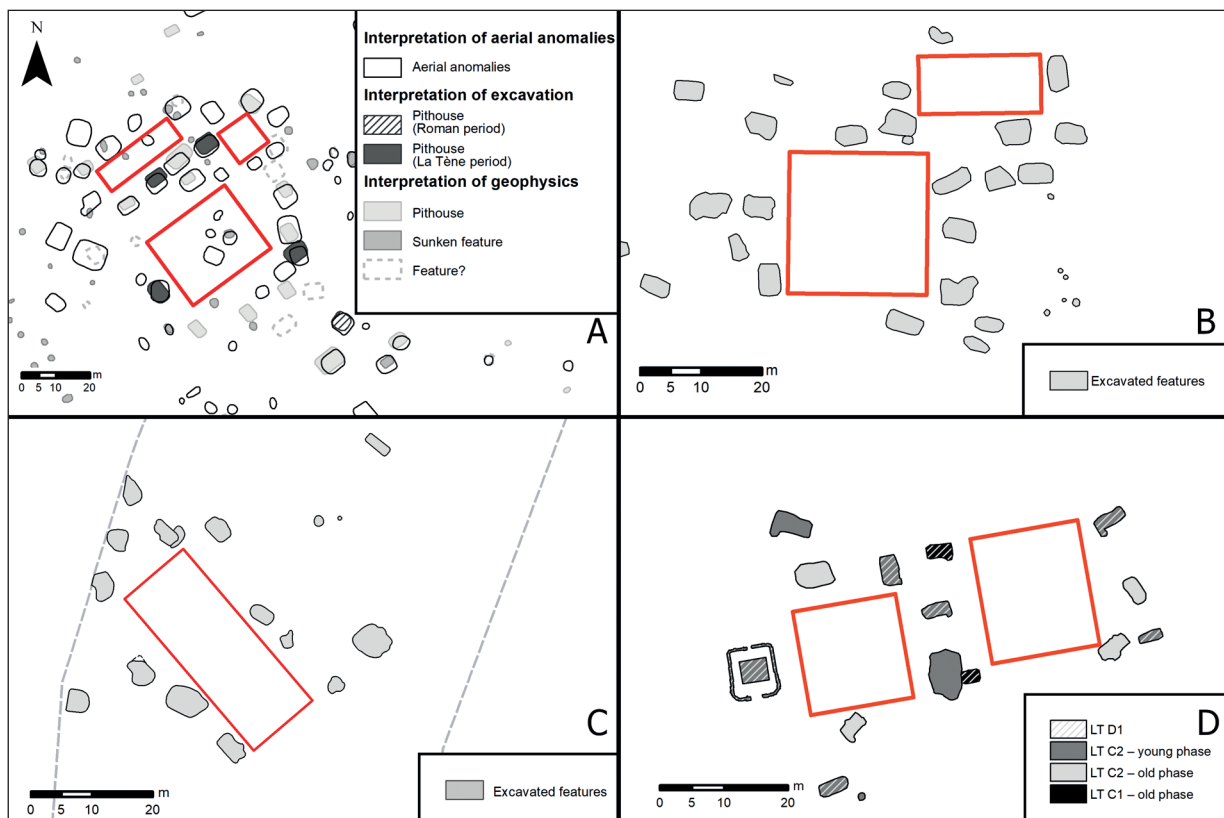 N
Interpretation of aerial anomalies
Aerial anomalies
Interpretation of excavation
Pithouse
(Roman period)
Pithouse
(La Tène period)
Interpretation of geophysics
Pithouse
Sunken feature
Feature?
A
m
0 5 10 20
B
m
0 5 10 20
Excavated features
C
m
0 5 10 20
Excavated features
D
m
0 5 10 20
LT D1
LT C2 – young phase
LT C2 – old phase
LT C1 – old phase